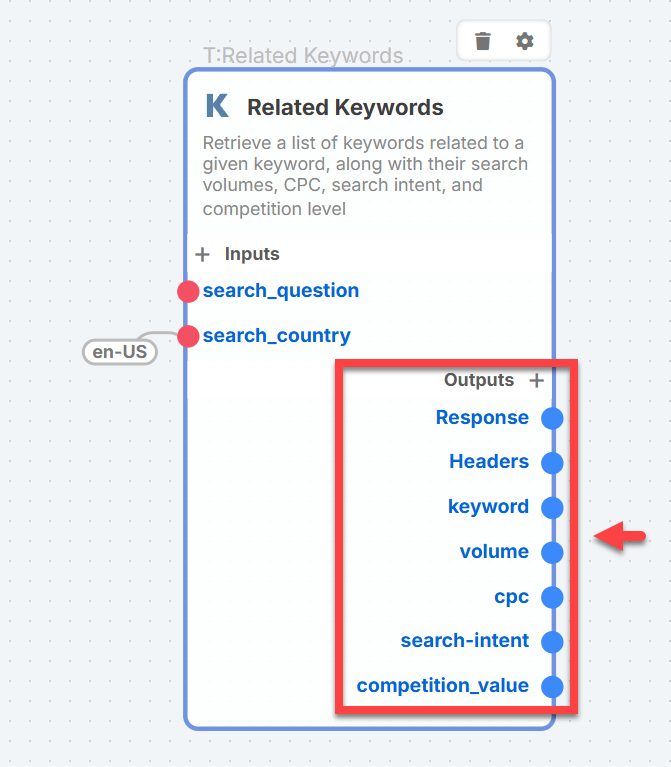 T:Related Keywords
K Related Keywords
Retrieve a list of keywords related to a
given keyword, along with their search
volumes, CPC, search intent, and
competition level
+ Inputs
search_question
search_country
en-US
Outputs +
Response
Headers
keyword
volume
cpc
search-intent
competition_value